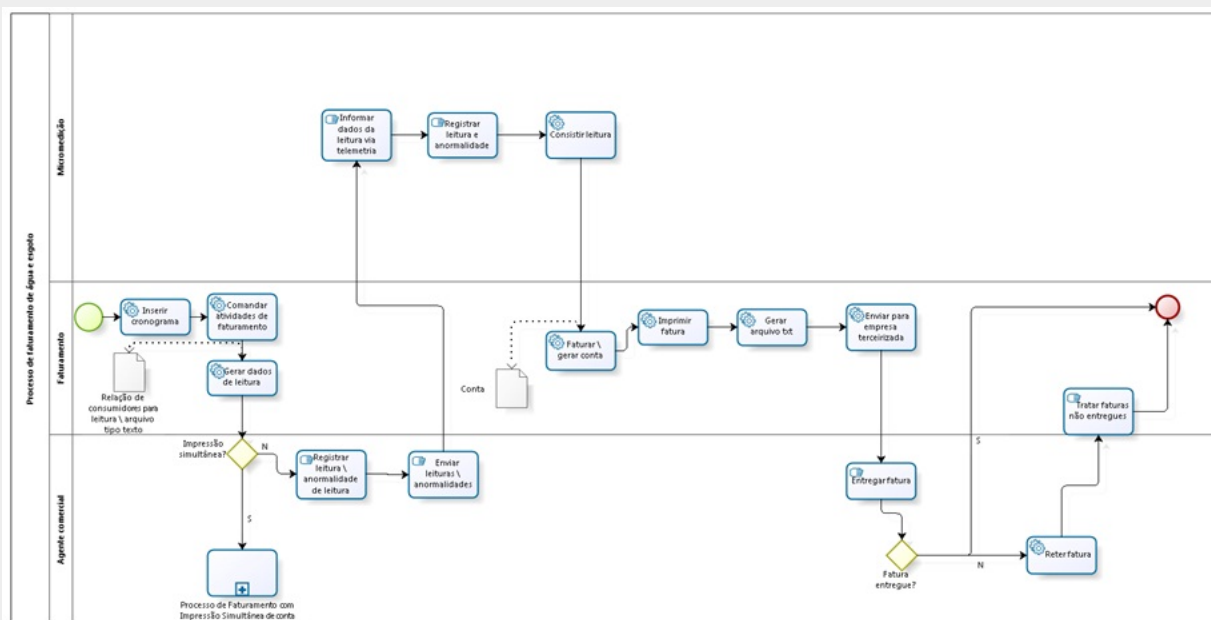 Processo de faturamento de água e esgoto
Micromedição
Informar
dados da
leitura via
telemetria
Registrar
leitura e
anormalidade
Consistir leitura
Faturamento
Inserir
cronograma
Comandar
atividades de
faturamento
Gerar dados
de leitura
Relação de
consumidores para
leitura \ arquivo
tipo texto
Conta
Faturar \
gerar conta
Imprimir
fatura
Gerar
arquivo txt
Enviar para
empresa
terceirizada
Tratar faturas
não entregues
Agente comercial
Impressão
simultânea?
N
S
Registrar
leitura \
anormalidade
de leitura
Enviar
leituras \
anormalidades
Processo de Faturamento com
Impressão Simultânea de conta
Entregar fatura
Fatura
entregue?
S
N
Reter fatura